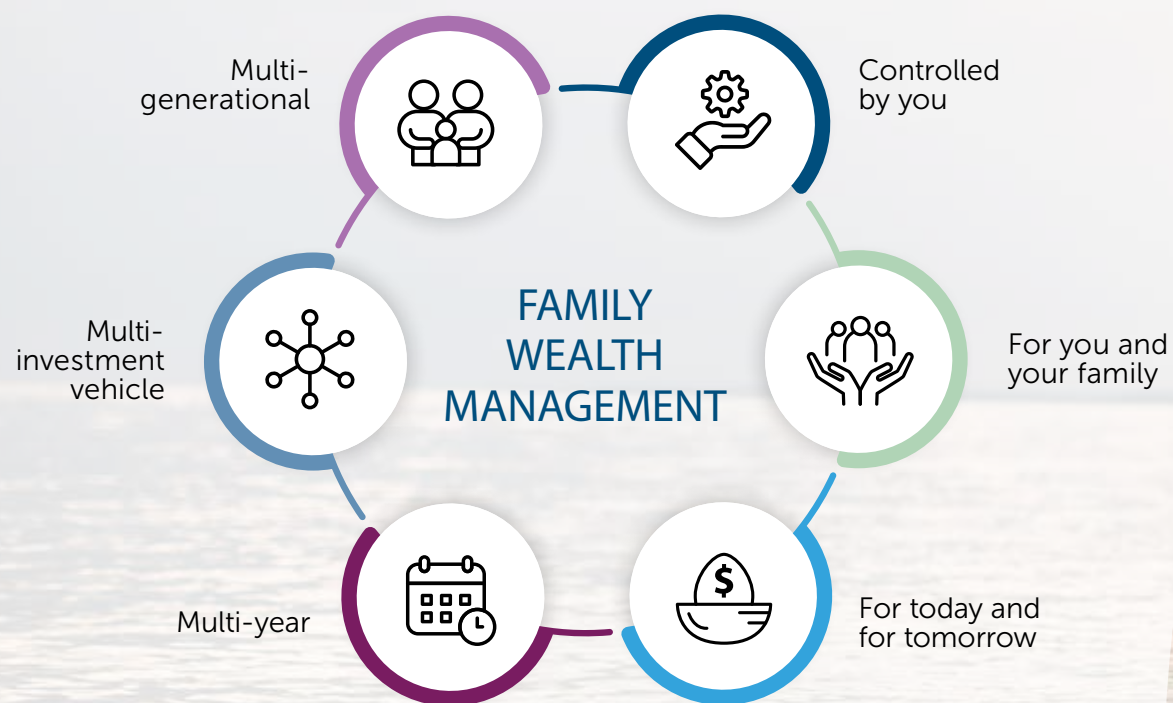 Multi-
generational
Controlled
by you
FAMILY
WEALTH
MANAGEMENT
Multi-
investment
vehicle
For you and
your family
Multi-year
$
For today and
for tomorrow